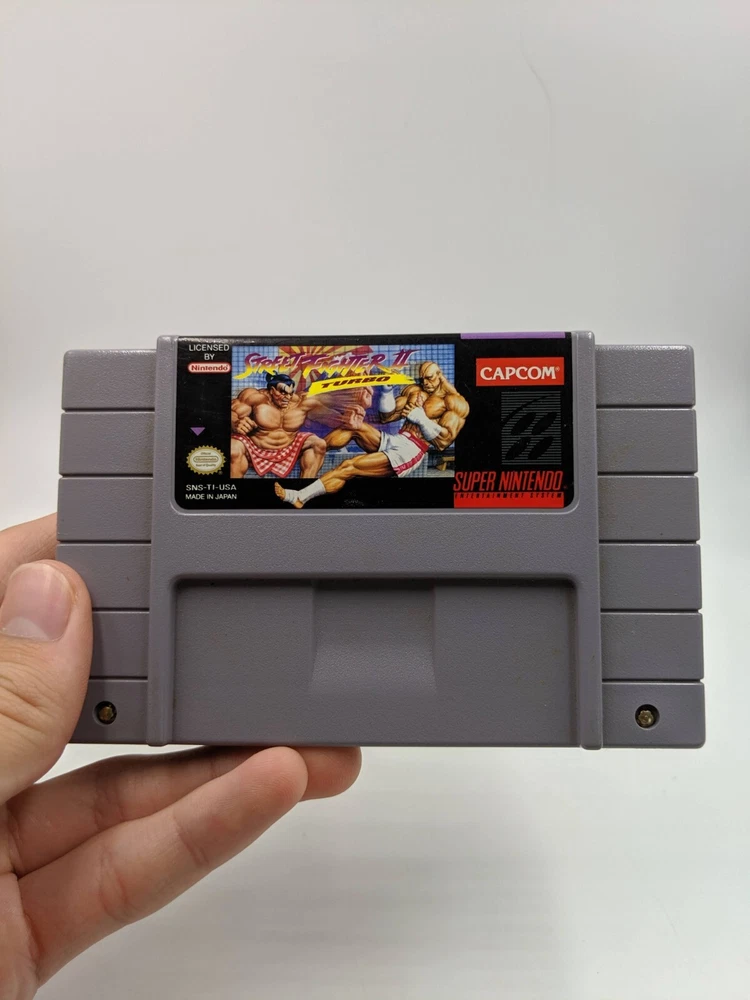 LICENSED
BY
Nintendo
STREET FIGHTER II
TURBO
CAPCOM
SNS-TI-USA
MADE IN JAPAN
SUPER NINTENDO
ENTERTAINMENT SYSTEM